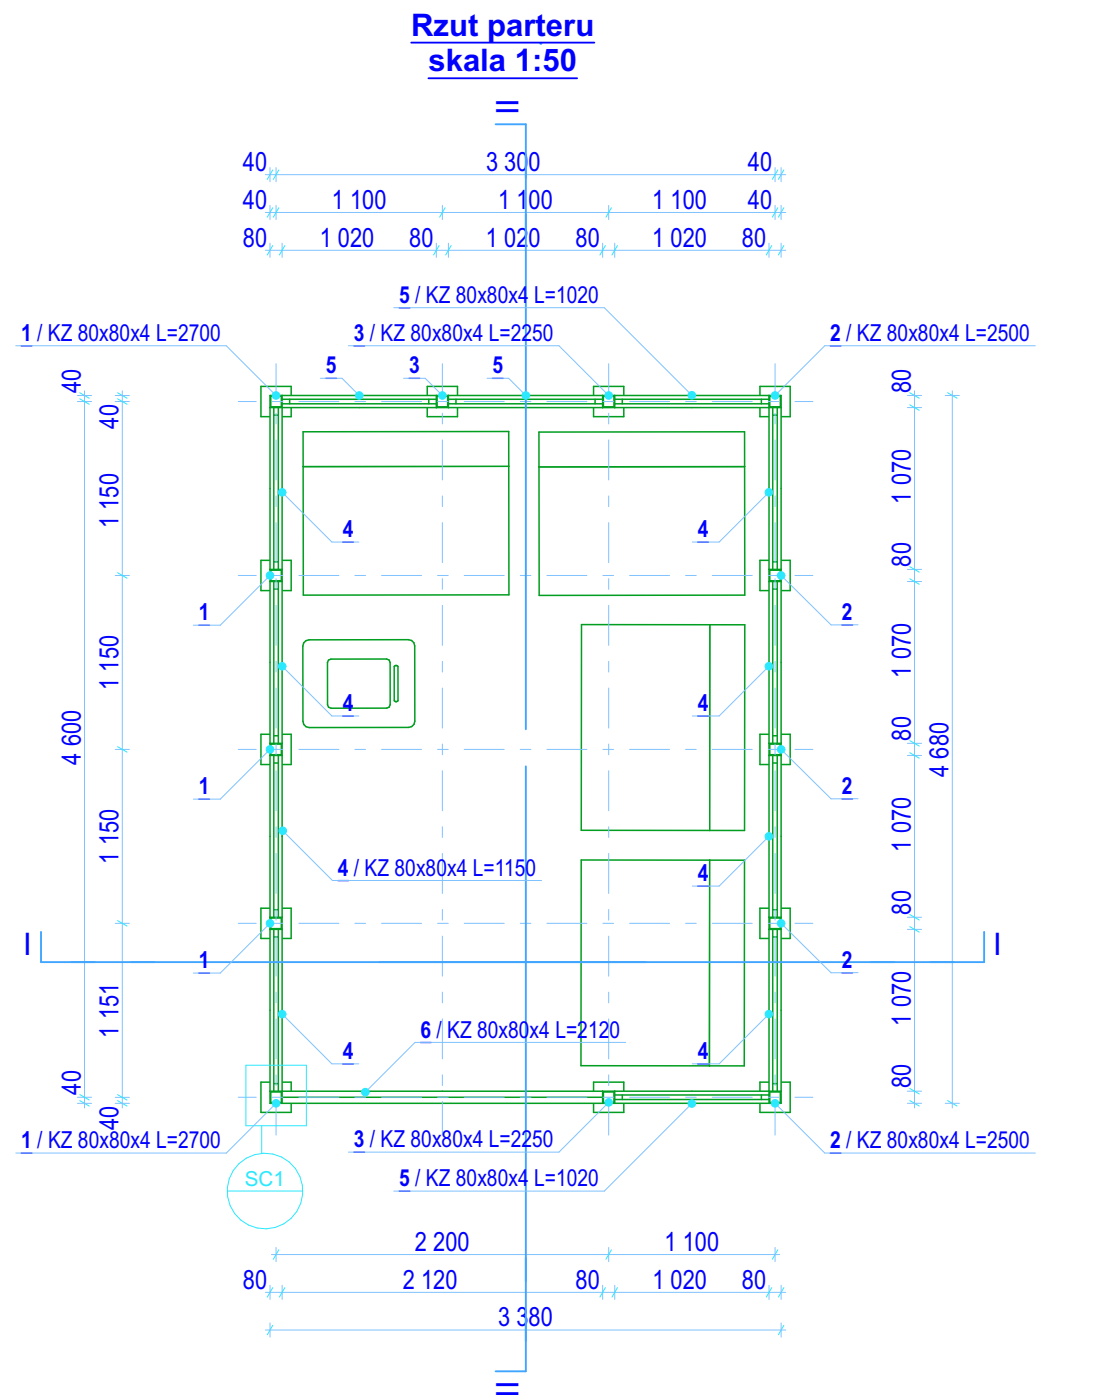 Rzut parteru
skala 1:50
II
40 3 300 40
40 1 100 1 100 1 100 40
80 1 020 80 1 020 80 1 020 80
5 / KZ 80x80x4 L=1020
1 / KZ 80x80x4 L=2700 3 / KZ 80x80x4 L=2250 2 / KZ 80x80x4 L=2500
5 3 5
40 80
40
1 150 1 070
4 4
80
1 2
1 150 1 070
4 4
4 600 80 4 680
1 2
1 150 1 070
4 / KZ 80x80x4 L=1150 4
80
I I
1 2
1 151 1 070
6 / KZ 80x80x4 L=2120
4 4
40 80
40
1 / KZ 80x80x4 L=2700 3 / KZ 80x80x4 L=2250 2 / KZ 80x80x4 L=2500
SC1 5 / KZ 80x80x4 L=1020
2 200 1 100
80 2 120 80 1 020 80
3 380
II